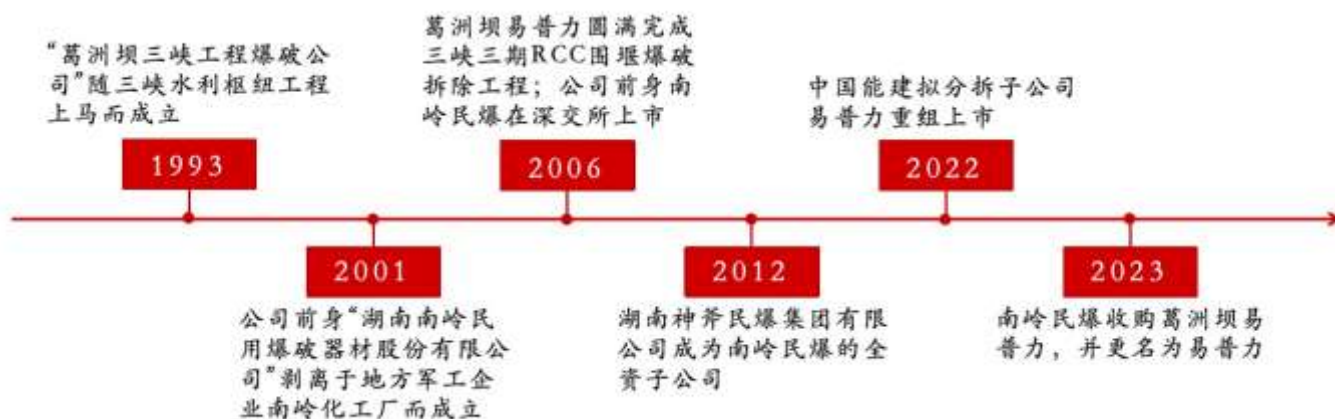 “葛洲坝三峡工程爆破公
司”随三峡水利枢纽工程
上马而成立
1993
公司前身“湖南南岭民
用爆破器材股份有限公
司”剥离于地方军工企
业南岭化工厂而成立
2001
葛洲坝易普力圆满完成
三峡三期RCC围堰爆破
拆除工程；公司前身南
岭民爆在深交所上市
2006
2012
湖南神斧民爆集团有限
公司成为南岭民爆的全
资子公司
中国能建拟分拆子公司
易普力重组上市
2022
2023
南岭民爆收购葛洲坝易
普力，并更名为易普力